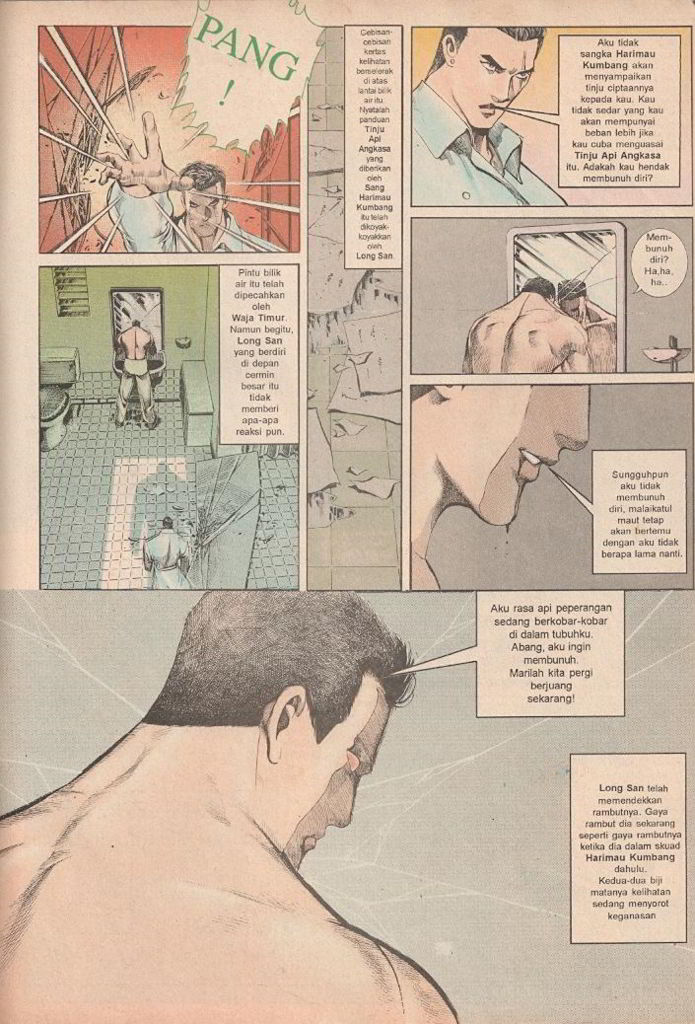 PANG
!
Pintu bilik
air itu telah
dipecahkan
oleh
Waja Timur.
Namun begitu,
Long San
yang berdiri
di depan
cermin
besar itu
tidak
memberi
apa-apa
reaksi pun.
Cebisan-
cebisan
kertas
kelihatan
berselerak
di atas
lantai bilik
air itu
Nyatalah
panduan
Tinju
Api
Angkasa
yang
diberikan
oleh
Sang
Harimau
Kumbang
itu telah
dikoyak-
koyakkan
oleh
Long San.
Aku tidak
sangka Harimau
Kumbang akan
menyampaikan
tinju ciptaannya
kepada kau. Kau
tidak sedar yang kau
akan mempunyai
beban lebih jika
kau cuba menguasai
Tinju Api Angkasa
itu. Adakah kau hendak
membunuh diri?
Mem-
bunuh
diri?
Ha,ha,
ha..
Sungguhpun
aku tidak
membunuh
diri, malaikatul
maut tetap
akan bertemu
dengan aku tidak
berapa lama nanti.
Aku rasa api peperangan
sedang berkobar-kobar
di dalam tubuhku.
Abang, aku ingin
membunuh.
Marilah kita pergi
berjuang
sekarang!
Long San telah
memendekkan
rambutnya. Gaya
rambut dia sekarang
seperti gaya rambutnya
ketika dia dalam skuad
Harimau Kumbang
dahulu.
Kedua-dua biji
matanya kelihatan
sedang menyorot
keganasan